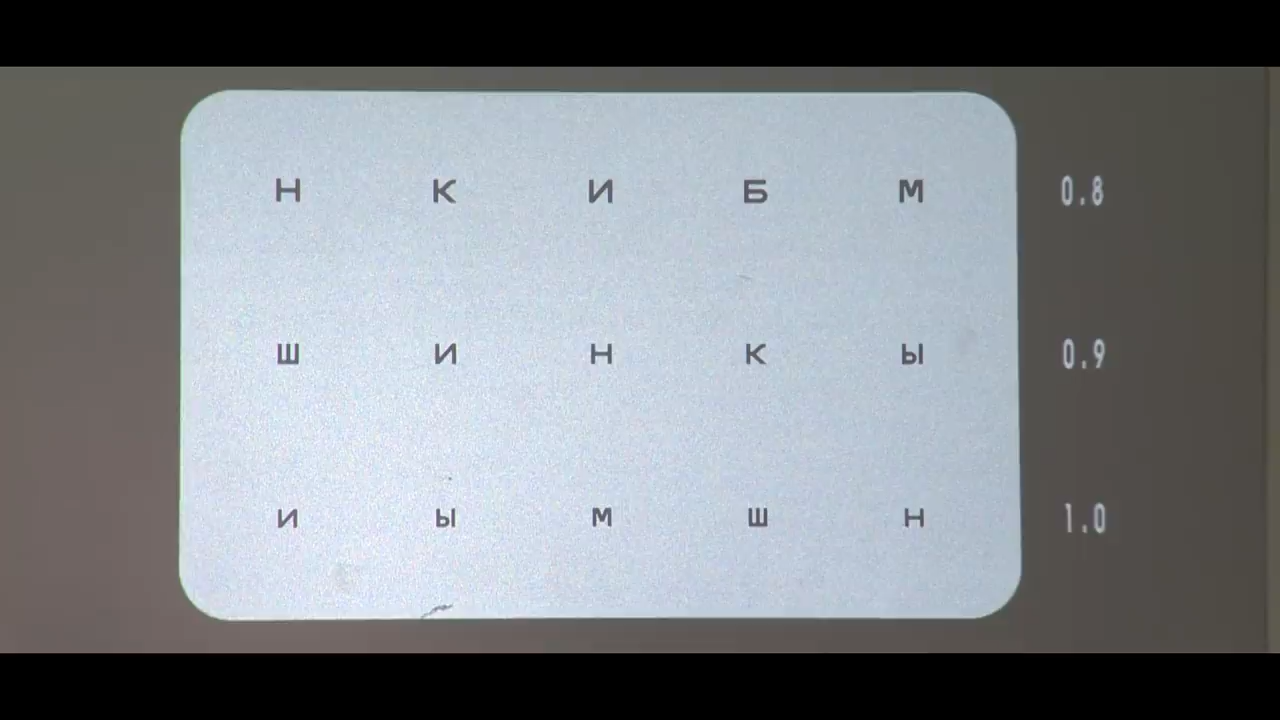 Н К И Б М 0.8
Ш И Н К Ы 0.9
И Ы М Ш Н 1.0